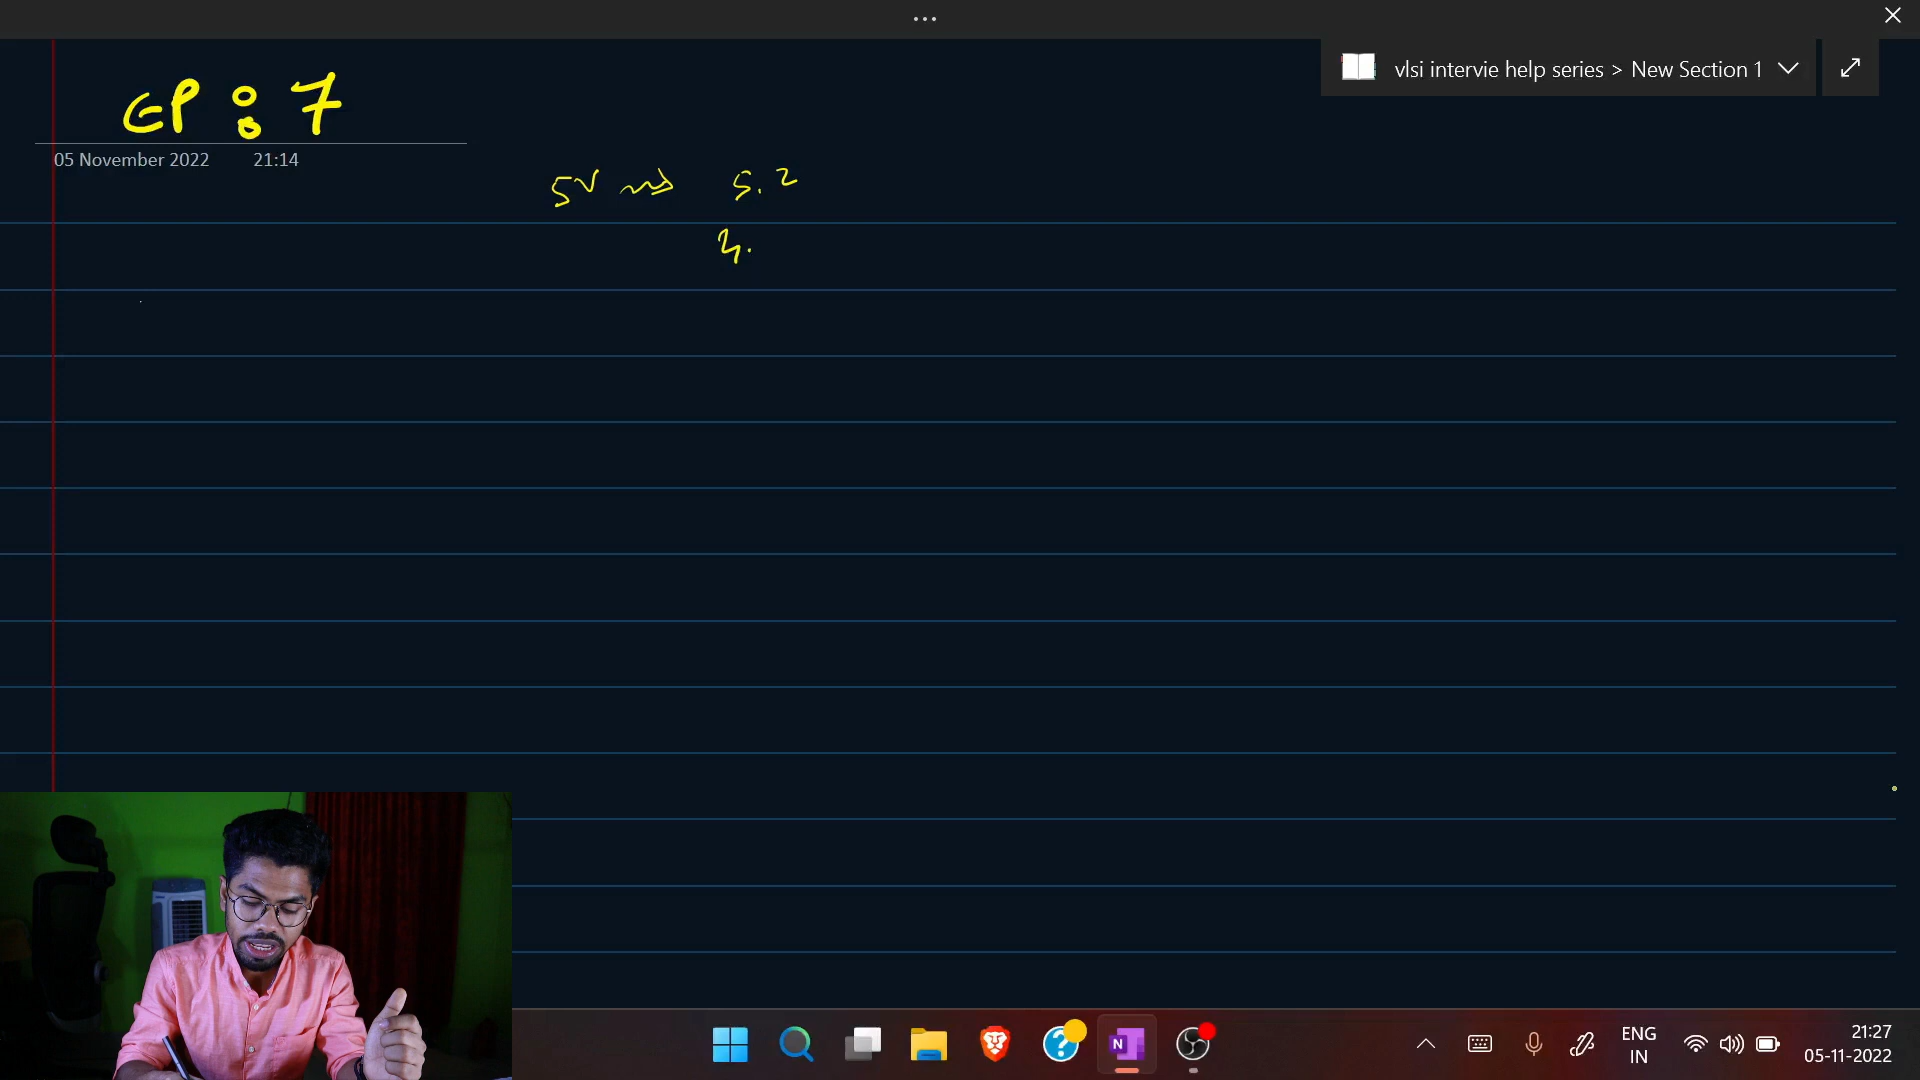 vlsi intervie help series > New Section 1
EP : 7
05 November 2022 21:14
5V 5.2
4.
ENG
IN
21:27
05-11-2022